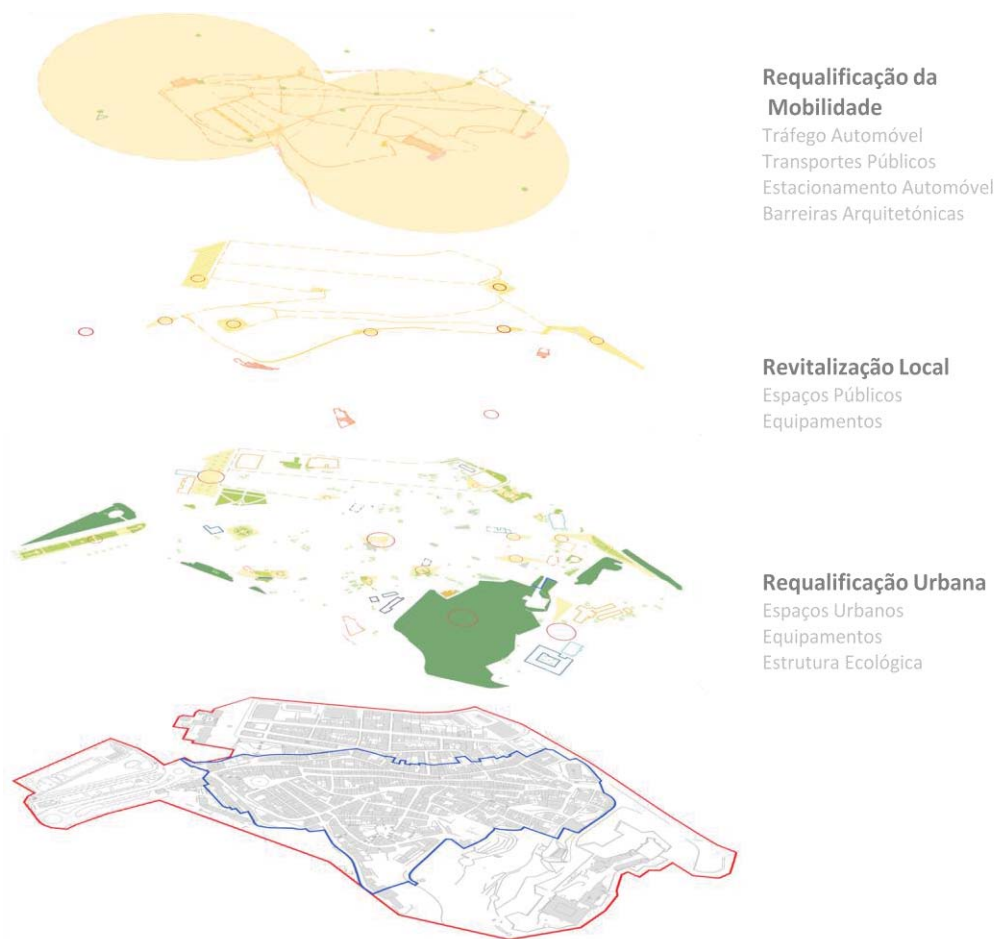 Requalificação da
Mobilidade
Tráfego Automóvel
Transportes Públicos
Estacionamento Automóvel
Barreiras Arquitetónicas
Revitalização Local
Espaços Públicos
Equipamentos
Requalificação Urbana
Espaços Urbanos
Equipamentos
Estrutura Ecológica